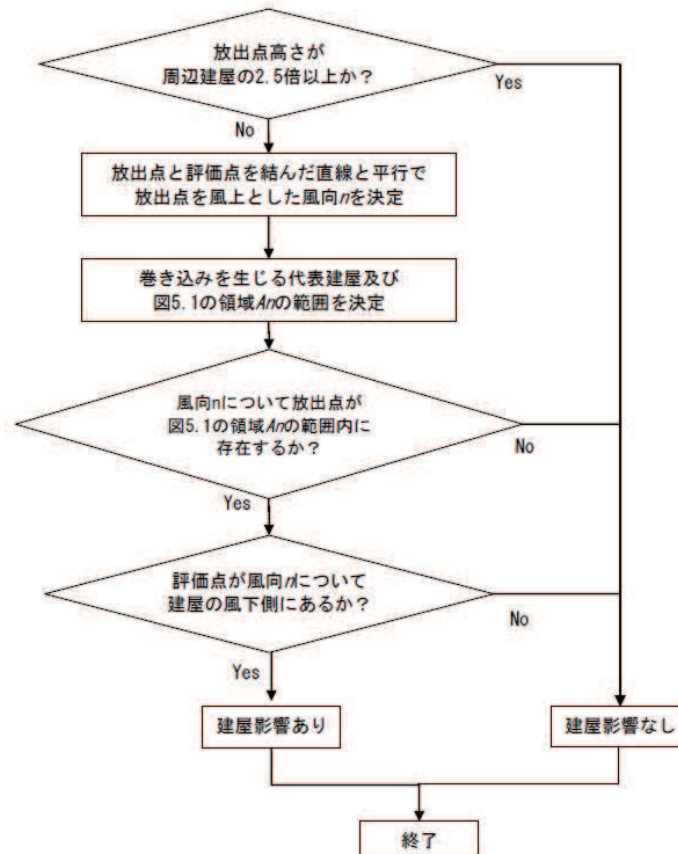 放出点高さが
周辺建屋の2.5倍以上か?
Yes
No
放出点と評価点を結んだ直線と平行で
放出点を風上とした風向nを決定
巻き込みを生じる代表建屋及び
図5.1の領域Anの範囲を決定
風向nについて放出点が
図5.1の領域Anの範囲内に
存在するか?
No
Yes
評価点が風向nについて
建屋の風下側にあるか?
No
Yes
建屋影響あり
建屋影響なし
終了